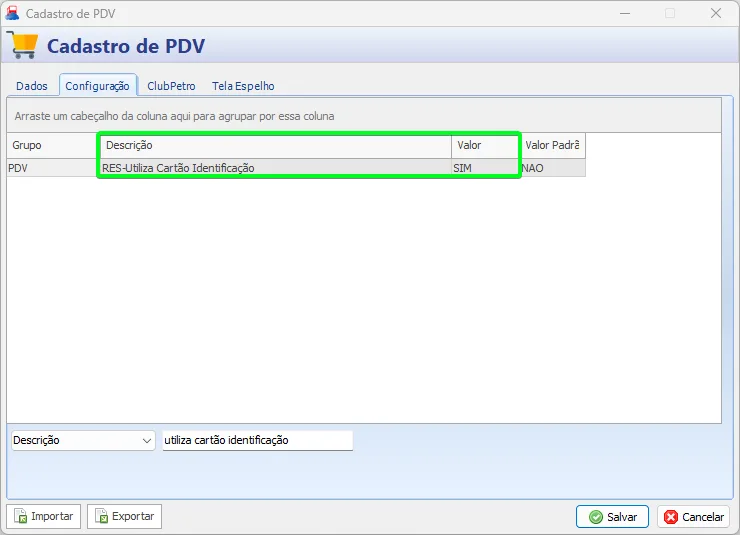 Cadastro de PDV
Cadastro de PDV
Dados Configuração ClubPetro Tela Espelho
Arraste um cabeçalho da coluna aqui para agrupar por essa coluna
Grupo Descrição Valor Valor Padrã
PDV RES-Utiliza Cartão Identificação SIM NAO
Descrição utiliza cartão identificação
Importar Exportar Salvar Cancelar